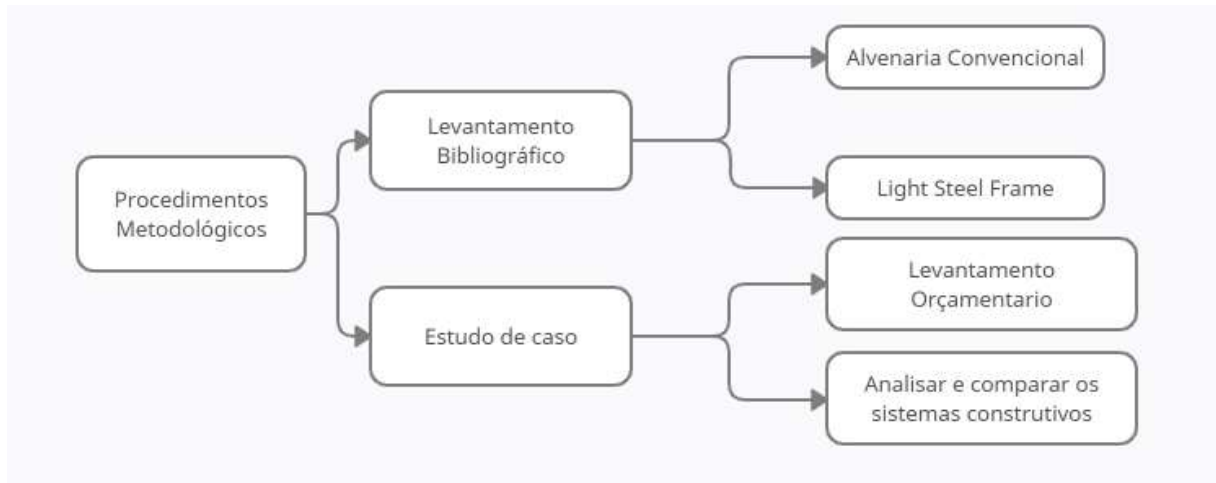 Procedimentos
Metodológicos
Levantamento
Bibliográfico
Alvenaria Convencional
Light Steel Frame
Estudo de caso
Levantamento
Orçamentario
Analisar e comparar os
sistemas construtivos